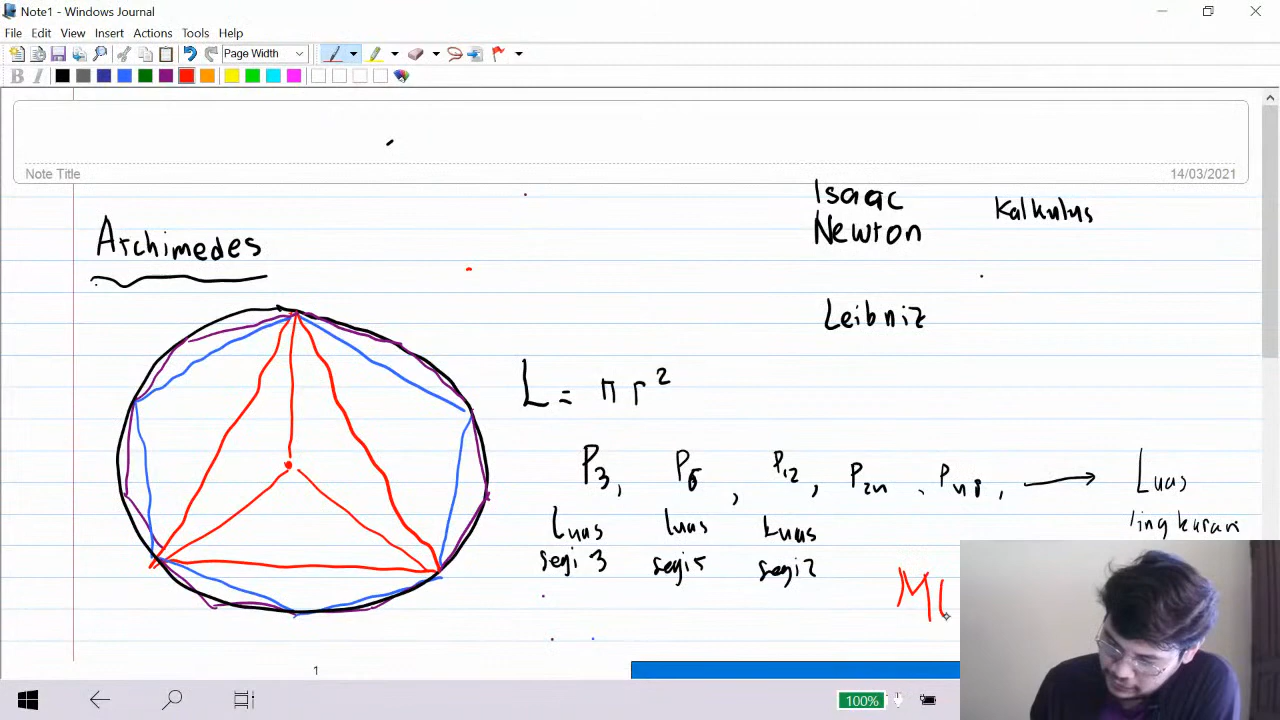 Note1 - Windows Journal
File Edit View Insert Actions Tools Help
Page Width
B I
Note Title
14/03/2021
Isaac
Newton
Kalkulus
Archimedes
Leibniz
L = π r²
P₃, P₆, P₁₂, P₂₄, P₄₈, → Luas
lingkaran
Luas luas Luas
segi 3 segi 5 segi 2
M
1
100%